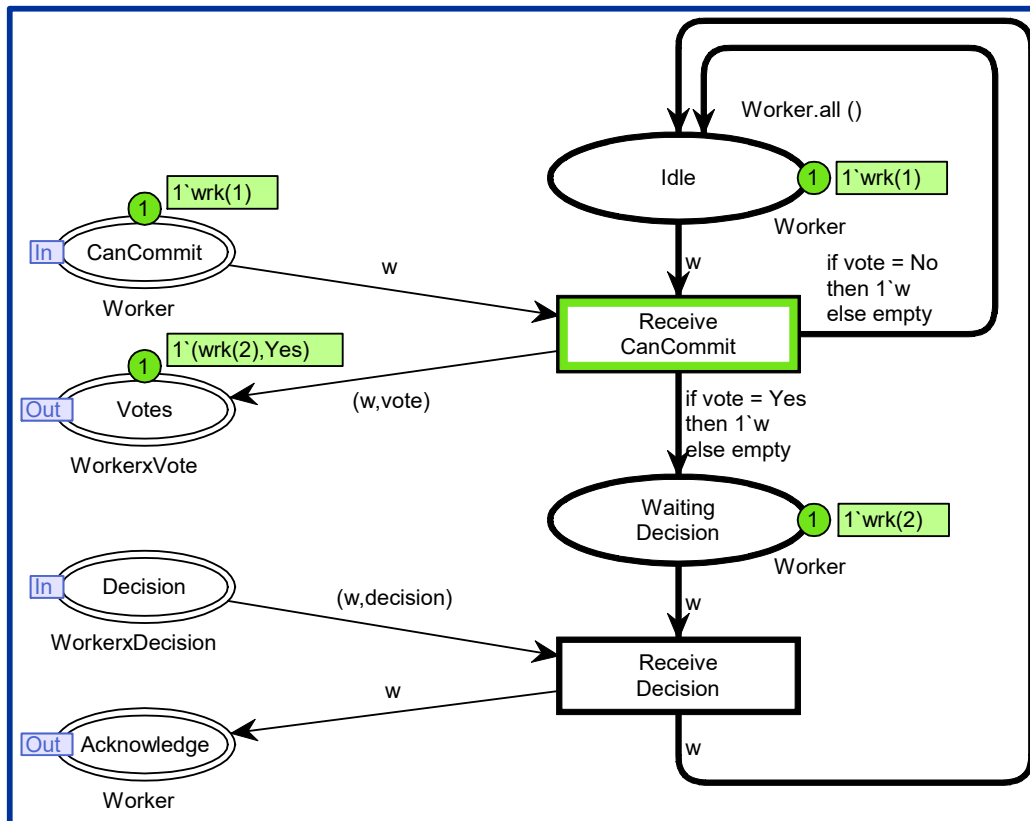 Worker.all ()
Idle
1
1`wrk(1)
Worker
1`wrk(1)
1
In
CanCommit
Worker
w
w
if vote = No
then 1`w
else empty
Receive
CanCommit
1`(wrk(2),Yes)
1
Out
Votes
WorkerxVote
(w,vote)
if vote = Yes
then 1`w
else empty
Waiting
Decision
1
1`wrk(2)
Worker
In
Decision
WorkerxDecision
(w,decision)
w
Receive
Decision
w
Out
Acknowledge
Worker
w